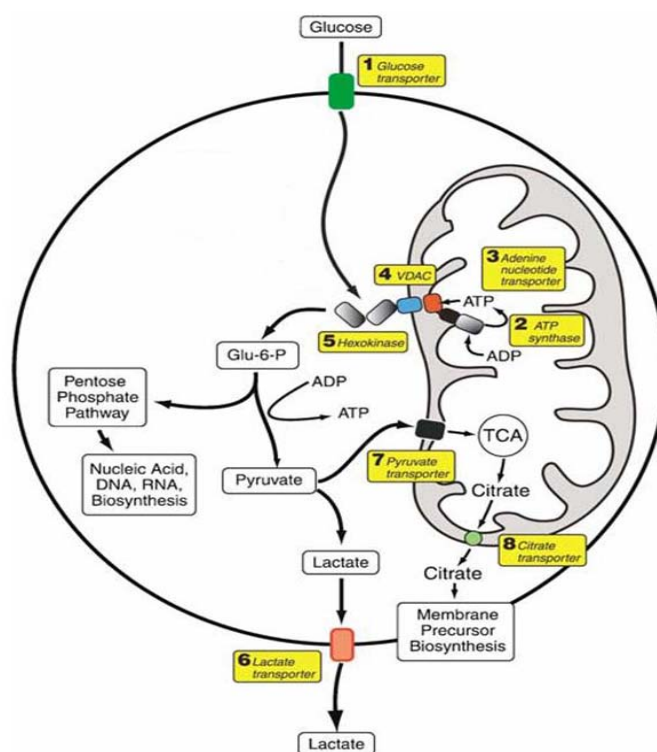 Glucose
1 Glucose
transporter
3 Adenine
nucleotide
transporter
4 VDAC
ATP
2 ATP
synthase
5 Hexokinase
ADP
Glu-6-P
Pentose
Phosphate
Pathway
ADP
ATP
Nucleic Acid,
DNA, RNA,
Biosynthesis
Pyruvate
7 Pyruvate
transporter
TCA
Citrate
8 Citrate
transporter
Lactate
Citrate
Membrane
Precursor
Biosynthesis
6 Lactate
transporter
Lactate